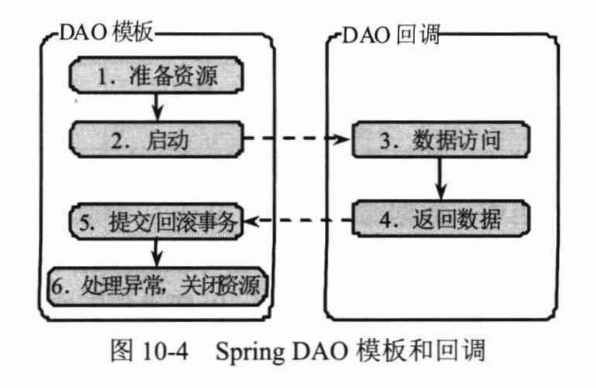 DAO 模板
DAO 回调
1．准备资源
2．启动
3．数据访问
4．返回数据
5．提交/回滚事务
6．处理异常，关闭资源
图 10-4　Spring DAO 模板和回调